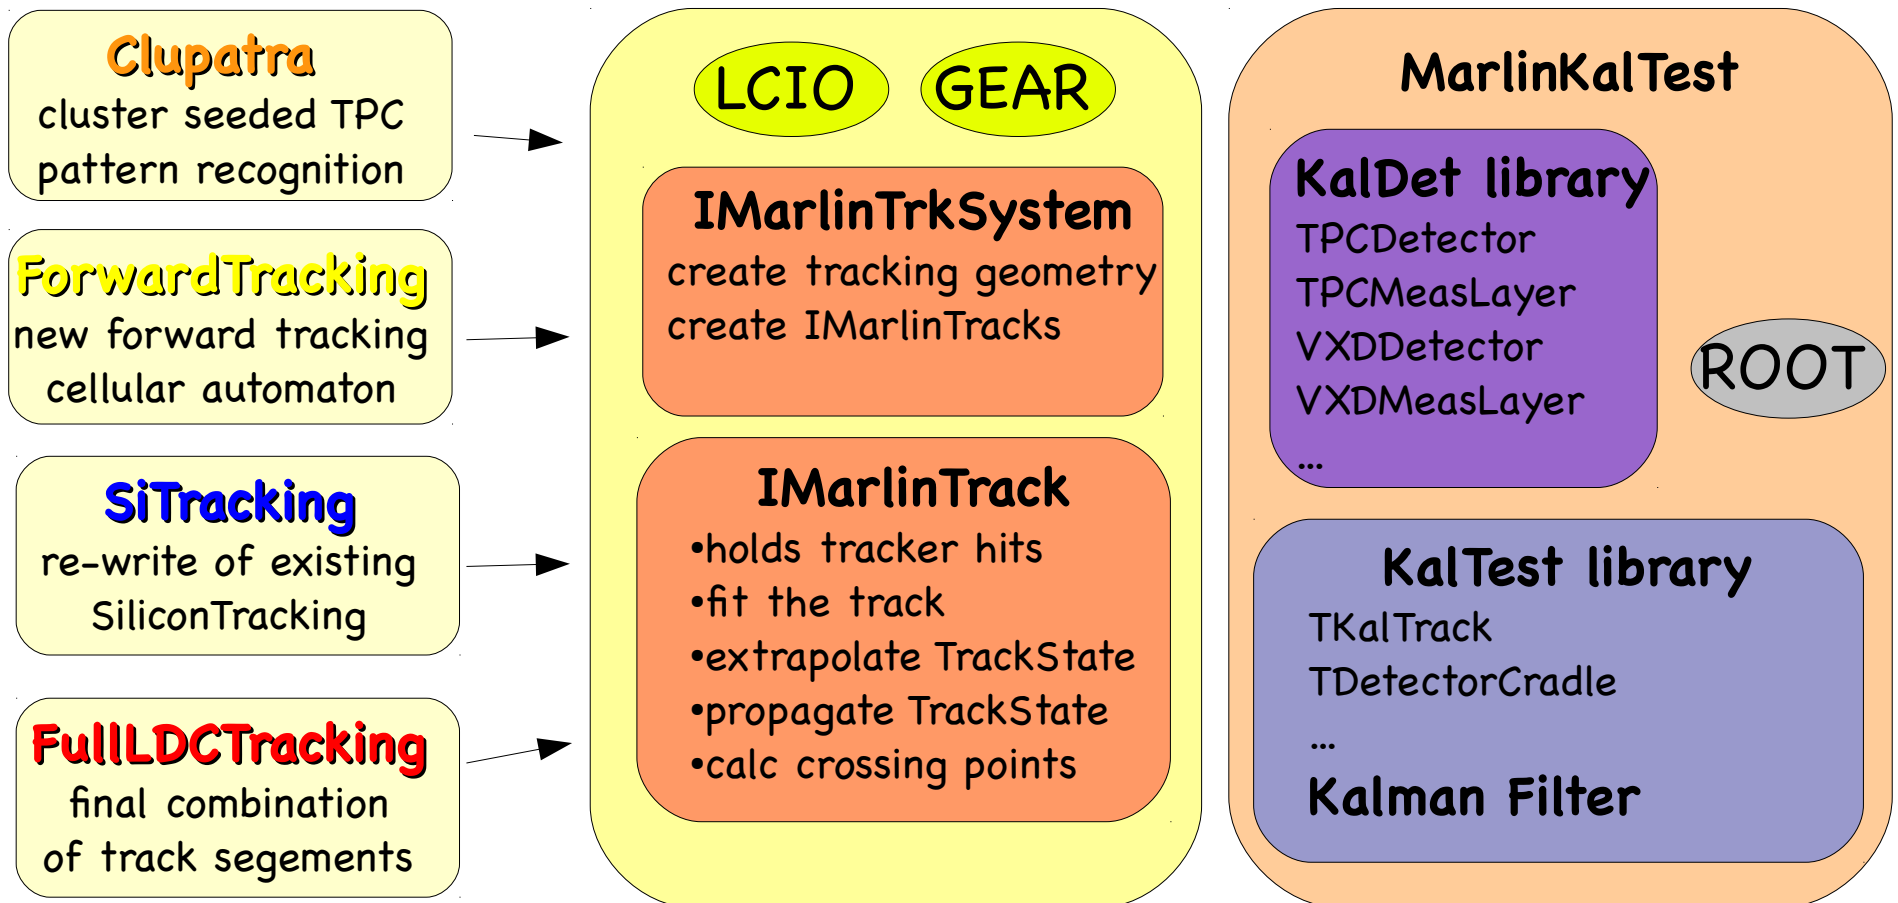 Clupatra
cluster seeded TPC
pattern recognition
ForwardTracking
new forward tracking
cellular automaton
SiTracking
re-write of existing
SiliconTracking
FullLDCTracking
final combination
of track segements
LCIO
GEAR
IMarlinTrkSystem
create tracking geometry
create IMarlinTracks
IMarlinTrack
•holds tracker hits
•fit the track
•extrapolate TrackState
•propagate TrackState
•calc crossing points
MarlinKalTest
KalDet library
TPCDetector
TPCMeasLayer
VXDDetector
VXDMeasLayer
...
ROOT
KalTest library
TKalTrack
TDetectorCradle
...
Kalman Filter